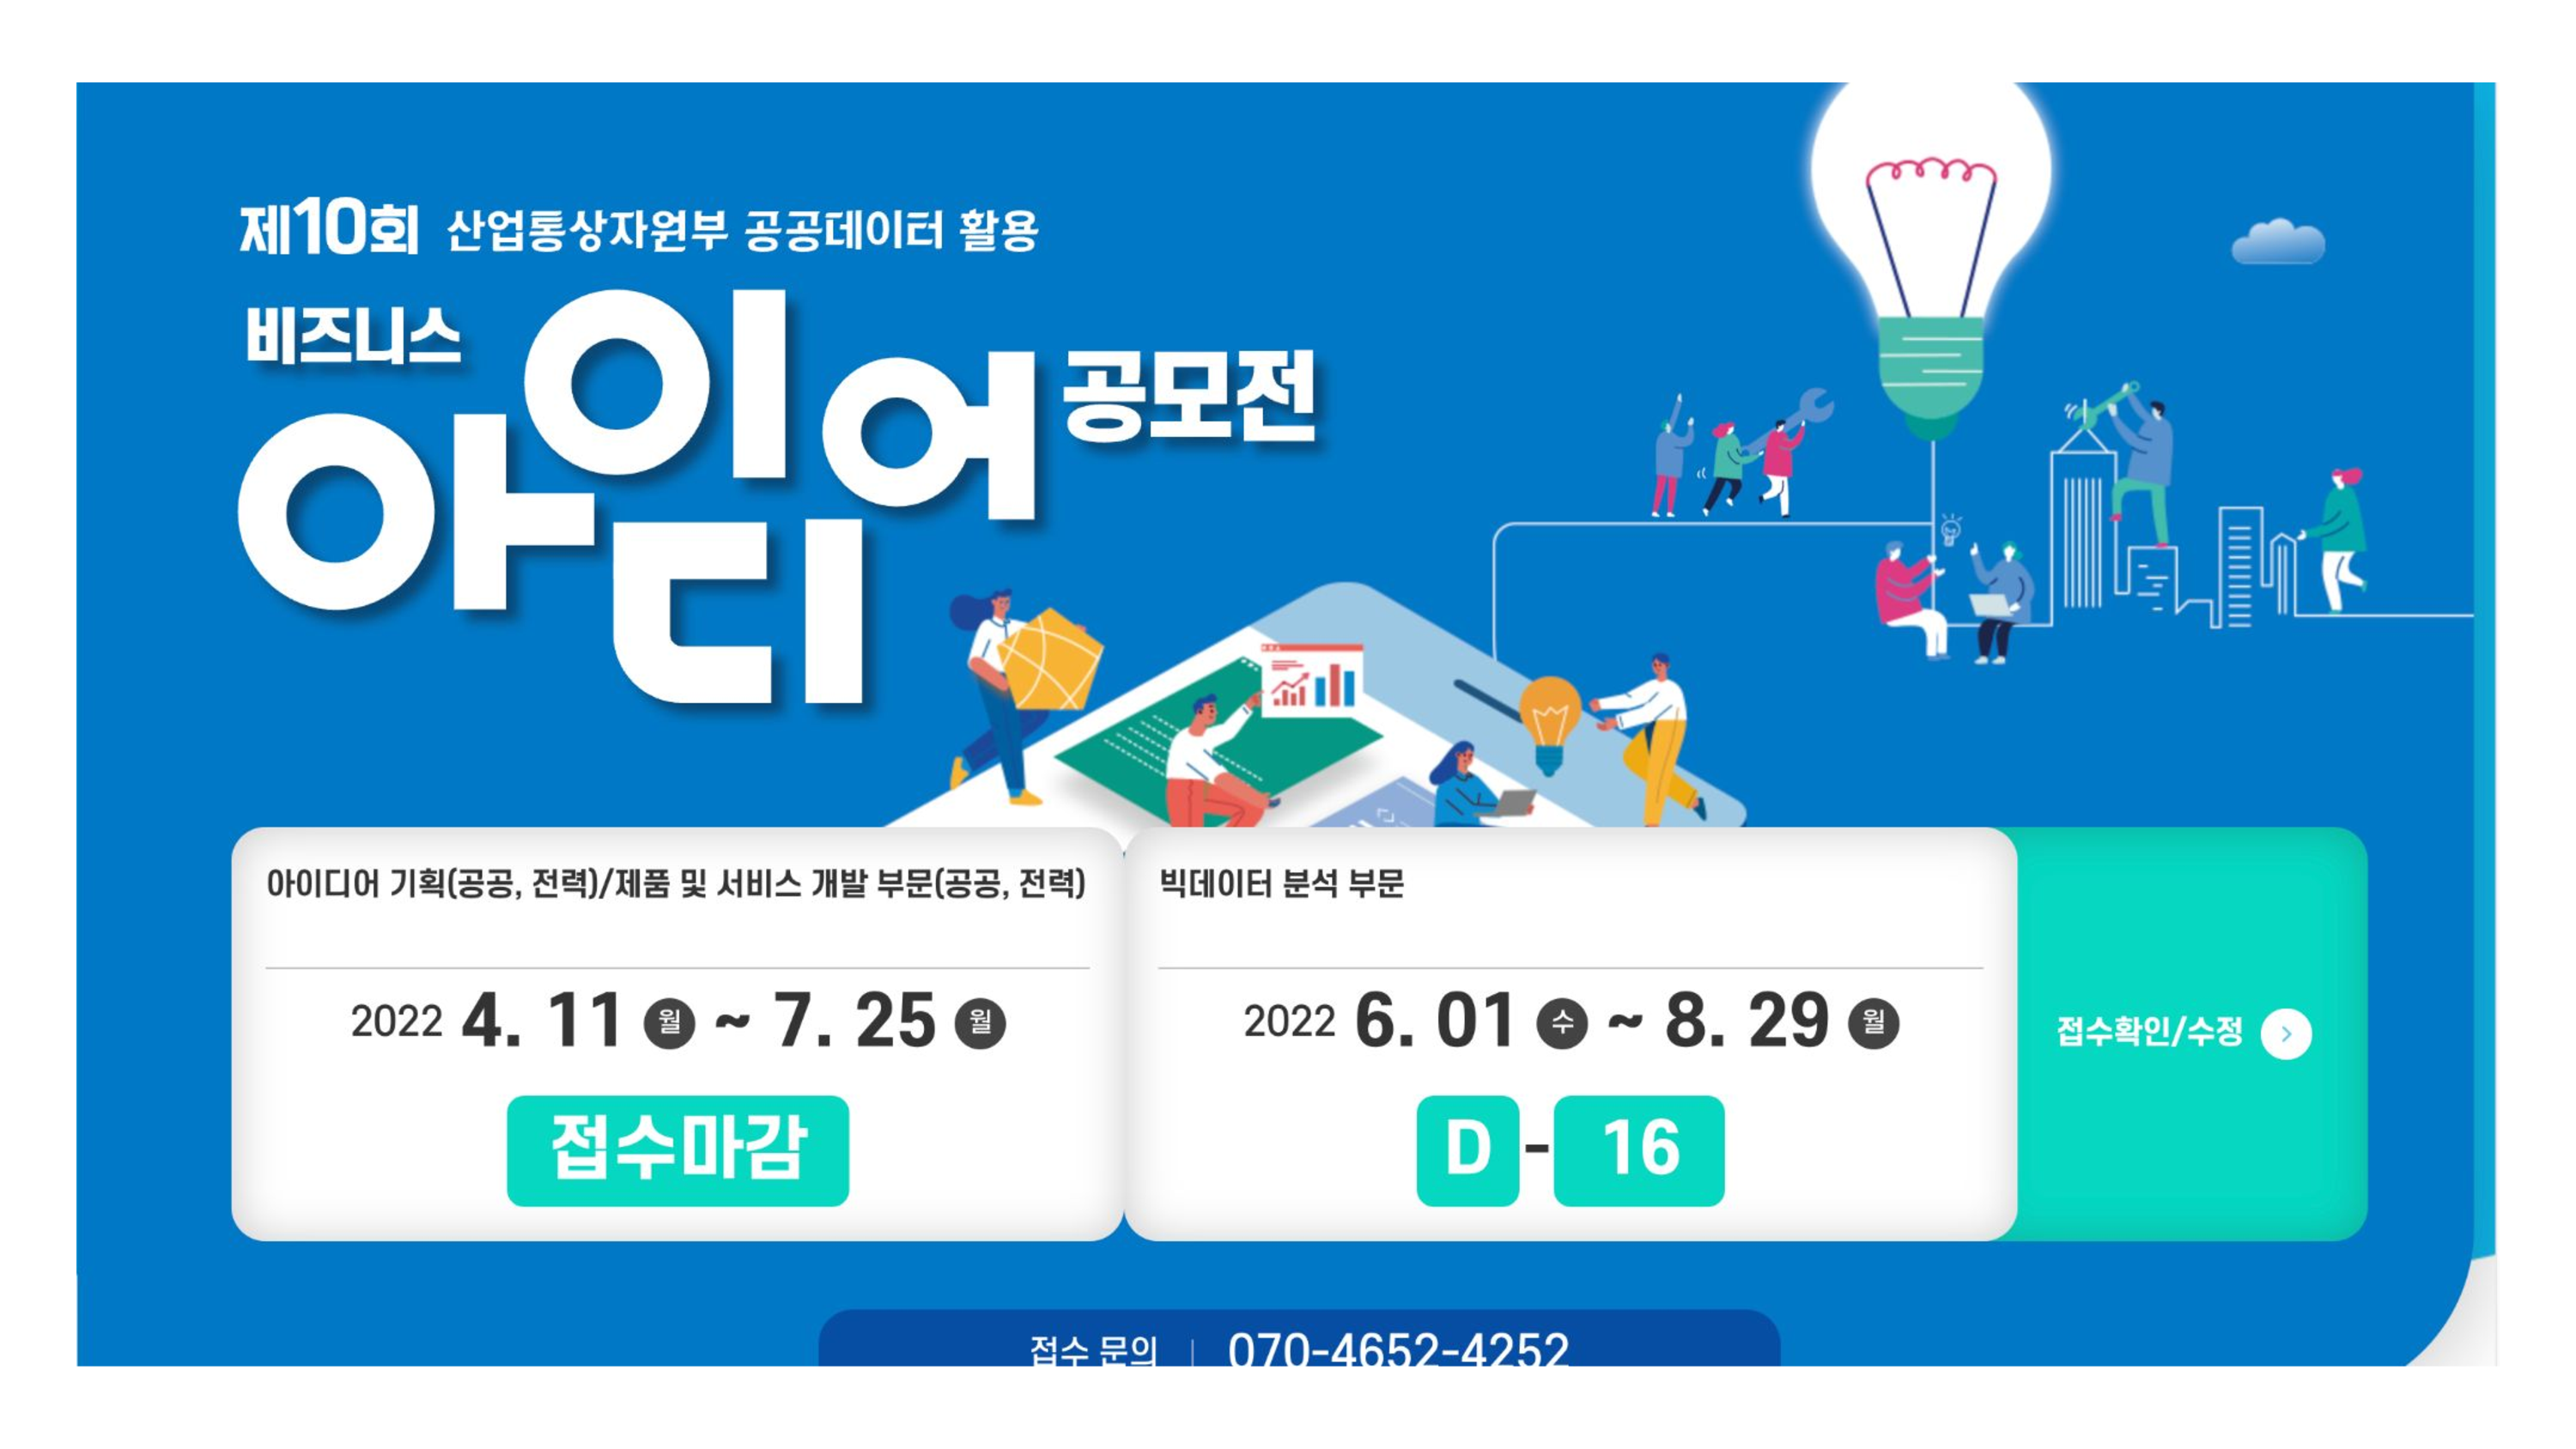 제10회 산업통상자원부 공공데이터 활용
비즈니스
아이디어 공모전
아이디어 기획(공공, 전력)/제품 및 서비스 개발 부문(공공, 전력)
2022 4. 11 월 ~ 7. 25 월
접수마감
빅데이터 분석 부문
2022 6. 01 수 ~ 8. 29 월
D - 16
접수확인/수정
접수 문의 | 070-4652-4252